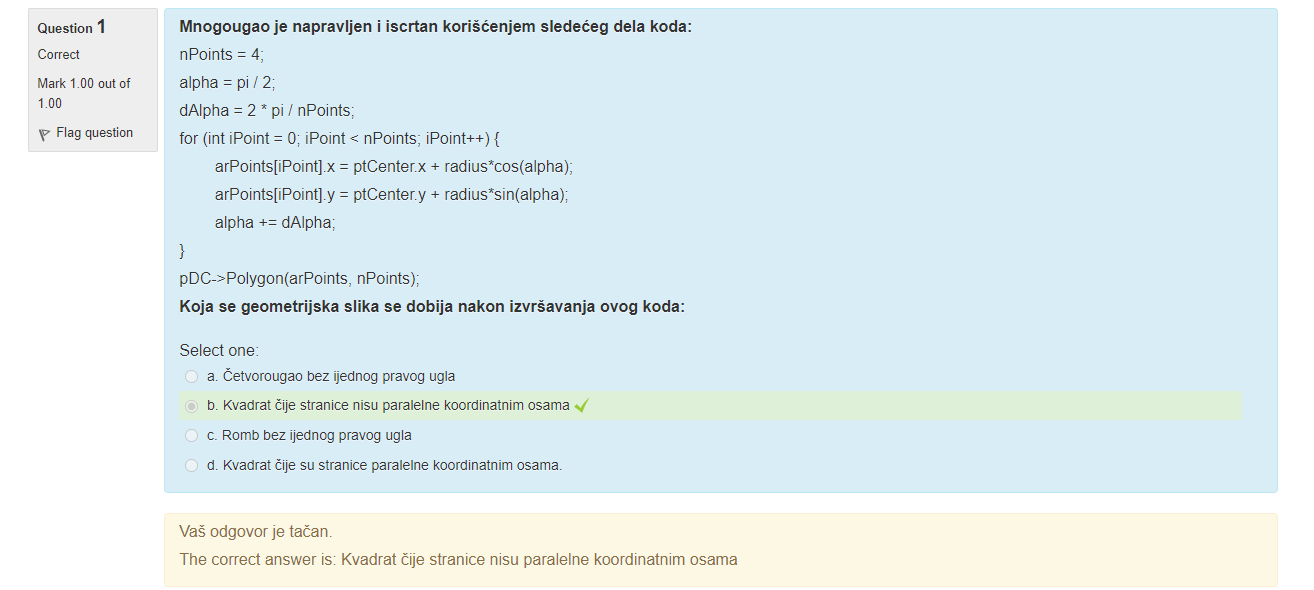 Question 1
Correct
Mark 1.00 out of
1.00
Flag question
Mnogougao je napravljen i iscrtan korišćenjem sledećeg dela koda:
nPoints = 4;
alpha = pi / 2;
dAlpha = 2 * pi / nPoints;
for (int iPoint = 0; iPoint < nPoints; iPoint++) {
arPoints[iPoint].x = ptCenter.x + radius*cos(alpha);
arPoints[iPoint].y = ptCenter.y + radius*sin(alpha);
alpha += dAlpha;
}
pDC->Polygon(arPoints, nPoints);
Koja se geometrijska slika se dobija nakon izvršavanja ovog koda:
Select one:
a. Četvorougao bez ijednog pravog ugla
b. Kvadrat čije stranice nisu paralelne koordinatnim osama
c. Romb bez ijednog pravog ugla
d. Kvadrat čije su stranice paralelne koordinatnim osama.
Vaš odgovor je tačan.
The correct answer is: Kvadrat čije stranice nisu paralelne koordinatnim osama